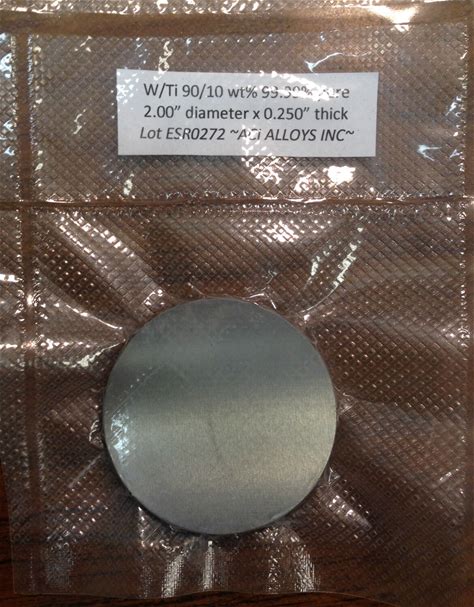 W/Ti 90/10 wt% 99.99% pure
2.00” diameter x 0.250” thick
Lot ESR0272 ~ACi ALLOYS INC~